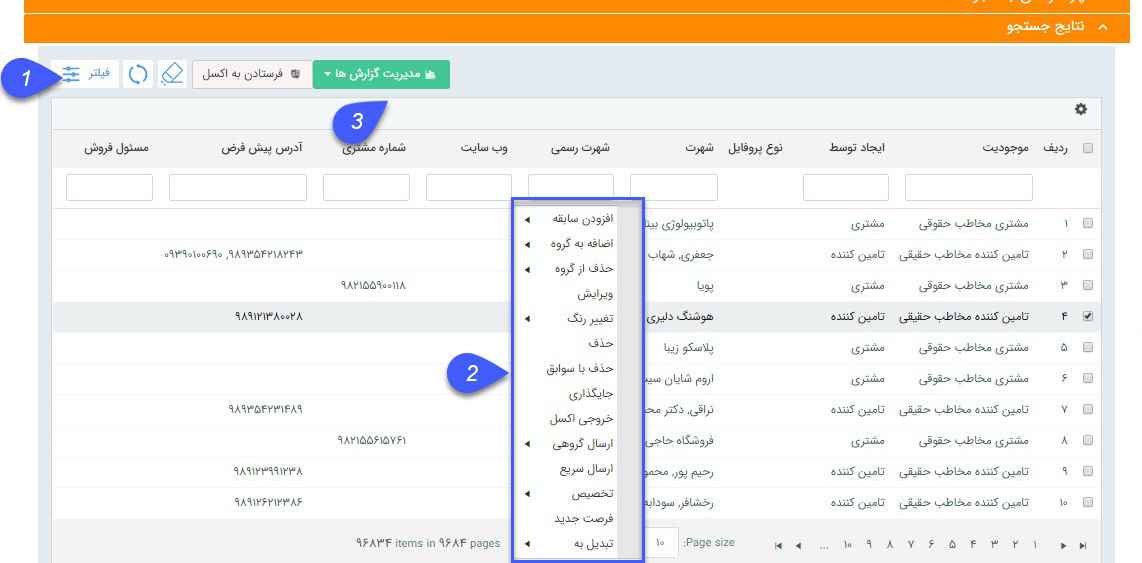 نتایج جستجو
مدیریت گزارش ها
فرستادن به اکسل
فیلتر
1
3
ردیف موجودیت ایجاد توسط نوع پروفایل شهرت شهرت رسمی وب سایت شماره مشتری آدرس پیش فرض مسئول فروش
۱ مشتری مخاطب حقوقی مشتری پاتوبیولوژی بینا
۲ تامین کننده مخاطب حقیقی تامین کننده جعفری, شهاب ۹۸۹۳۵۴۲۱۸۲۴۳, ۰۹۳۹۰۱۰۰۶۹۰
۳ مشتری مخاطب حقوقی مشتری پویا ۹۸۲۱۵۵۹۰۰۱۱۸
۴ تامین کننده مخاطب حقیقی تامین کننده هوشنگ دلیری ۹۸۹۱۲۱۳۸۰۰۲۸
۵ مشتری مخاطب حقوقی مشتری پلاسکو زیبا
۶ مشتری مخاطب حقوقی مشتری اروم شایان سیب
۷ تامین کننده مخاطب حقیقی تامین کننده نراقی, دکتر محم ۹۸۹۳۵۴۲۳۱۴۸۹
۸ مشتری مخاطب حقوقی مشتری فروشگاه حاجی ۹۸۲۱۵۵۶۱۵۷۶۱
۹ تامین کننده مخاطب حقیقی تامین کننده رحیم پور, محمو ۹۸۹۱۲۳۹۹۱۲۳۸
۱۰ تامین کننده مخاطب حقیقی تامین کننده رخشافر, سودابه ۹۸۹۱۲۶۲۱۲۳۸۶
افزودن سابقه
اضافه به گروه
حذف از گروه
ویرایش
تغییر رنگ
حذف
حذف با سوابق
2
جایگذاری
خروجی اکسل
ارسال گروهی
ارسال سریع
تخصیص
فرصت جدید
تبدیل به
۱ ۲ ۳ ۴ ۵ ۶ ۷ ۸ ۹ ۱۰ ...
Page size: ۱۰
۹۶۸۳۴ items in ۹۶۸۴ pages